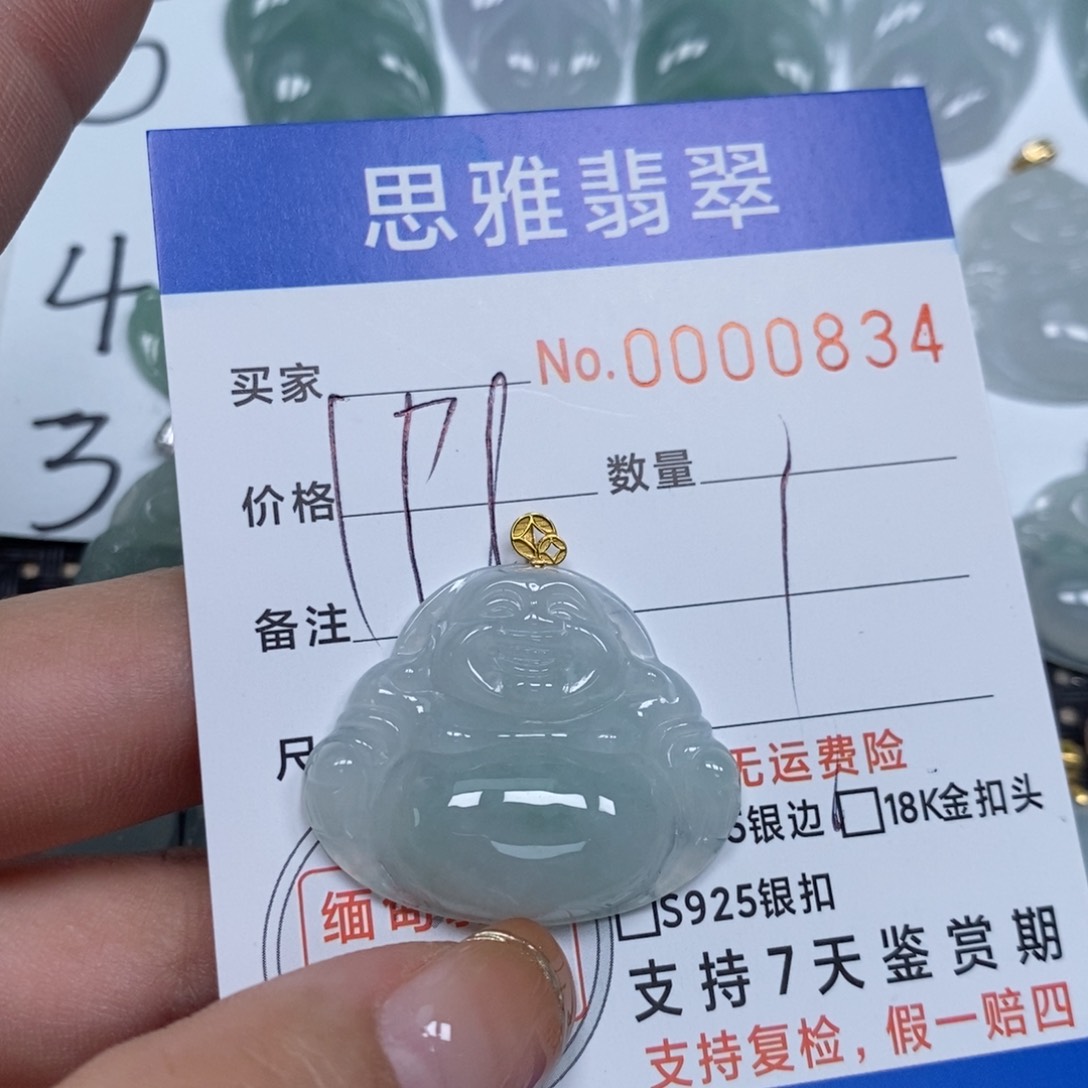 思雅翡翠
4
3
买家
No.0000834
价格
数量
备注
尺
无运费险
银边 18K金扣头
缅甸
S925银扣
支持7天鉴赏期
支持复检，假一赔四